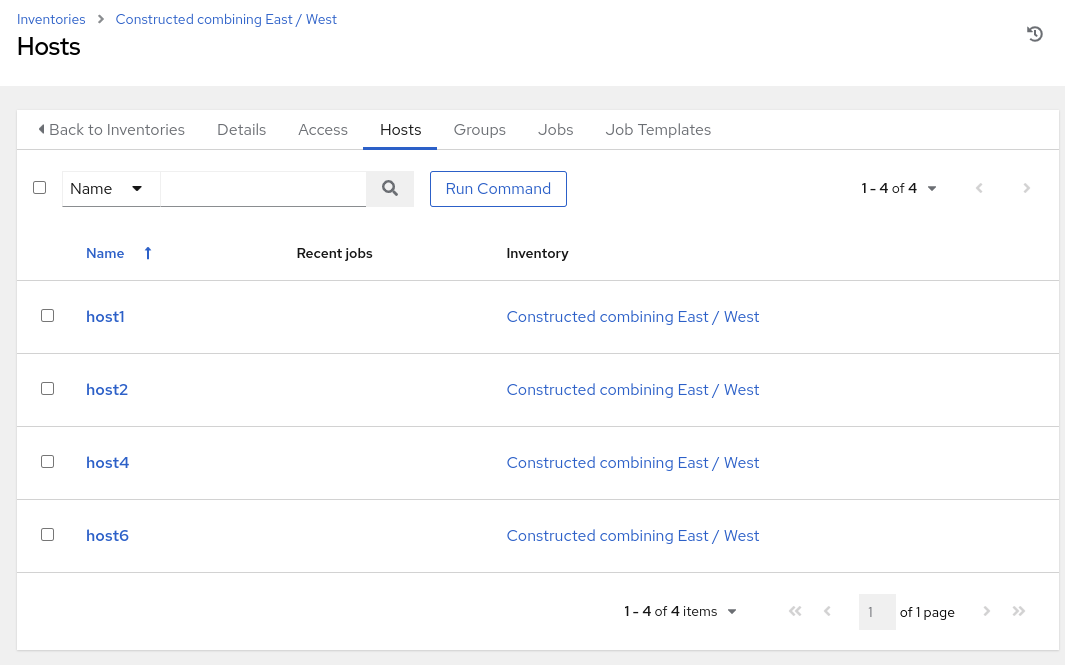 Inventories Constructed combining East / West
Hosts
Back to Inventories Details Access Hosts Groups Jobs Job Templates
Name Run Command 1 - 4 of 4
Name Recent jobs Inventory
host1 Constructed combining East / West
host2 Constructed combining East / West
host4 Constructed combining East / West
host6 Constructed combining East / West
1 - 4 of 4 items 1 of 1 page